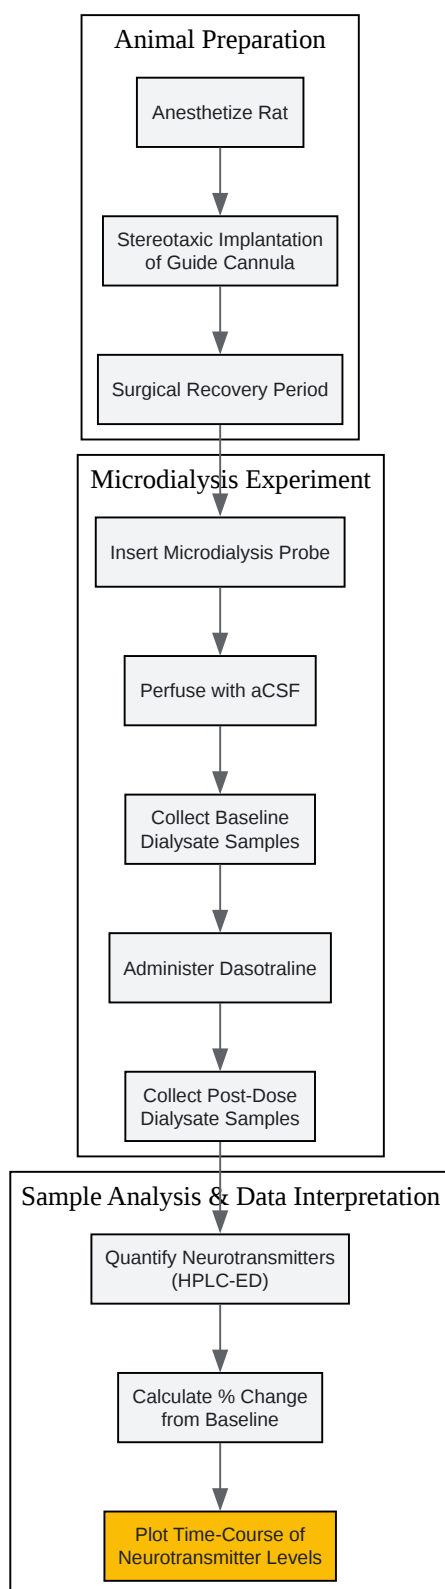 Animal Preparation
Anesthetize Rat
Stereotaxic Implantation
of Guide Cannula
Surgical Recovery Period
Microdialysis Experiment
Insert Microdialysis Probe
Perfuse with aCSF
Collect Baseline
Dialysate Samples
Administer Dasotraline
Collect Post-Dose
Dialysate Samples
Sample Analysis & Data Interpretation
Quantify Neurotransmitters
(HPLC-ED)
Calculate % Change
from Baseline
Plot Time-Course of
Neurotransmitter Levels